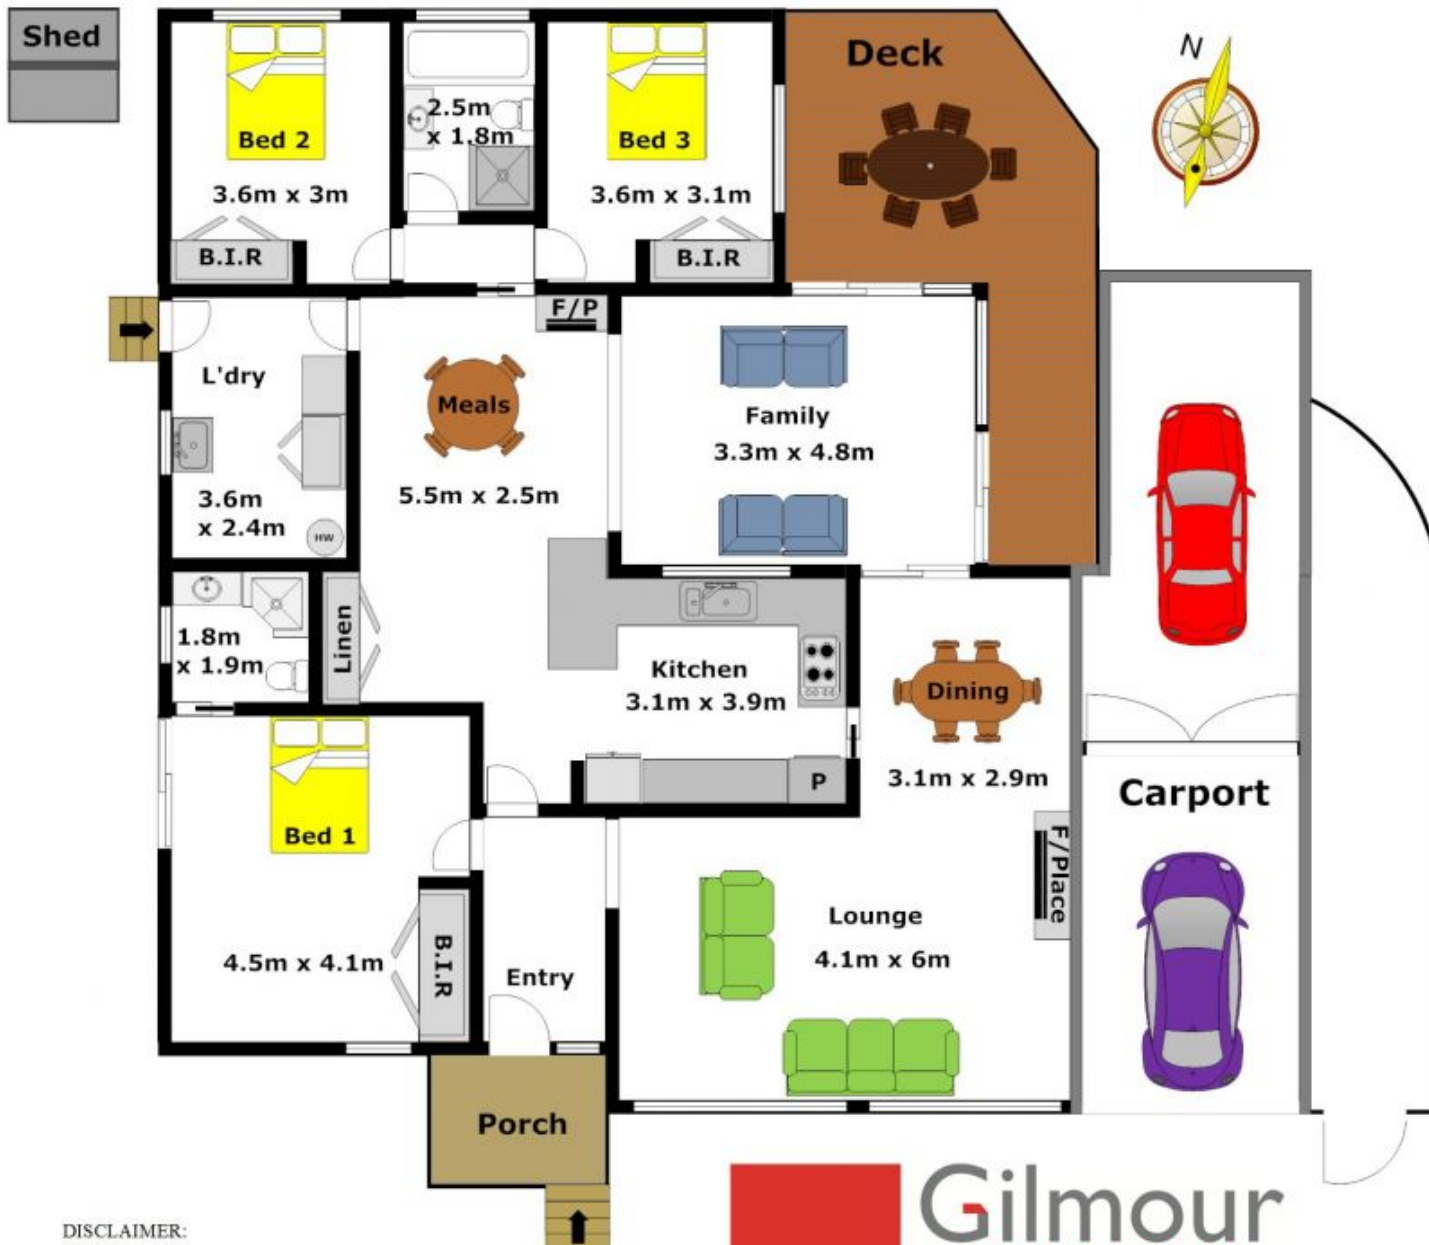 Shed
Deck
N
2.5m
x 1.8m
Bed 2
Bed 3
3.6m x 3m
3.6m x 3.1m
B.I.R
B.I.R
F/P
L'dry
Meals
Family
3.3m x 4.8m
5.5m x 2.5m
3.6m
x 2.4m
HW
Linen
1.8m
x 1.9m
Kitchen
3.1m x 3.9m
Dining
3.1m x 2.9m
P
Carport
Bed 1
F/Place
Lounge
4.1m x 6m
4.5m x 4.1m
B.I.R
Entry
Porch
Gilmour
DISCLAIMER: